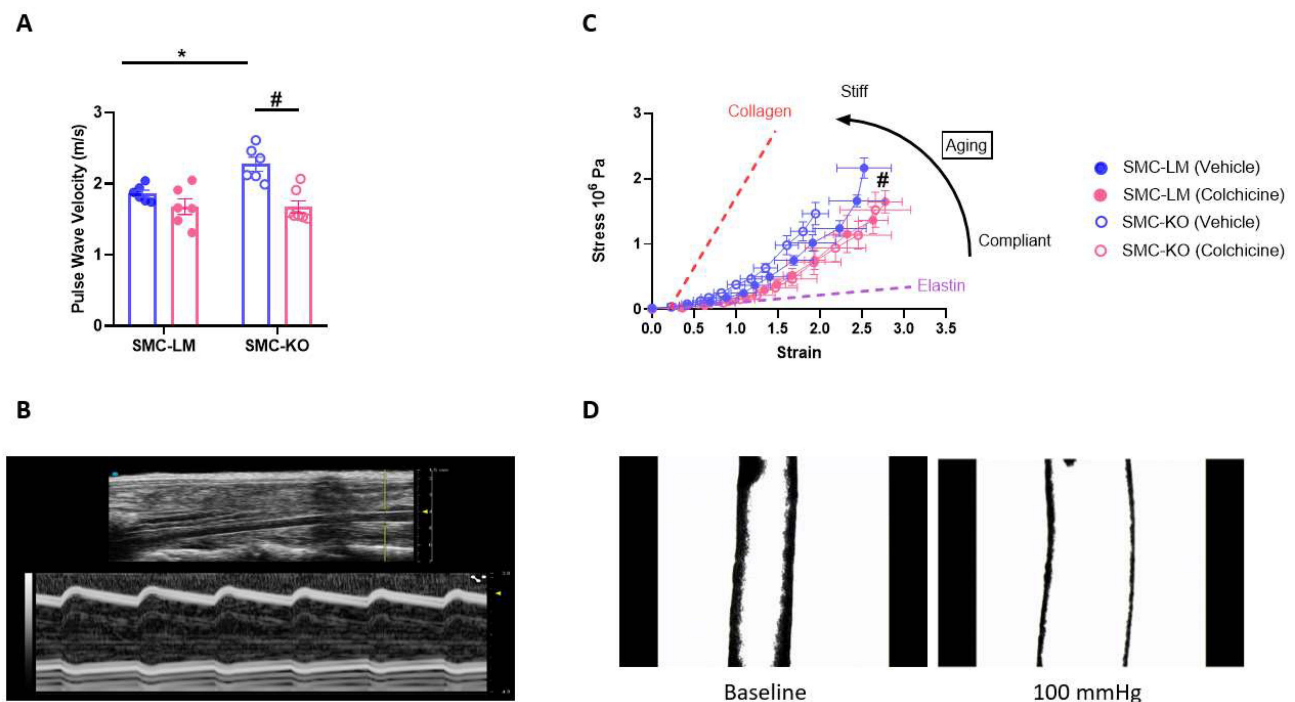 A
*
#
Pulse Wave Velocity (m/s)
3
2
1
0
SMC-LM
SMC-KO
C
Stress 10⁶ Pa
3
2
1
0
0.0 0.5 1.0 1.5 2.0 2.5 3.0 3.5
Strain
Collagen
Stiff
Aging
#
Compliant
Elastin
SMC-LM (Vehicle)
SMC-LM (Colchicine)
SMC-KO (Vehicle)
SMC-KO (Colchicine)
B
D
Baseline
100 mmHg